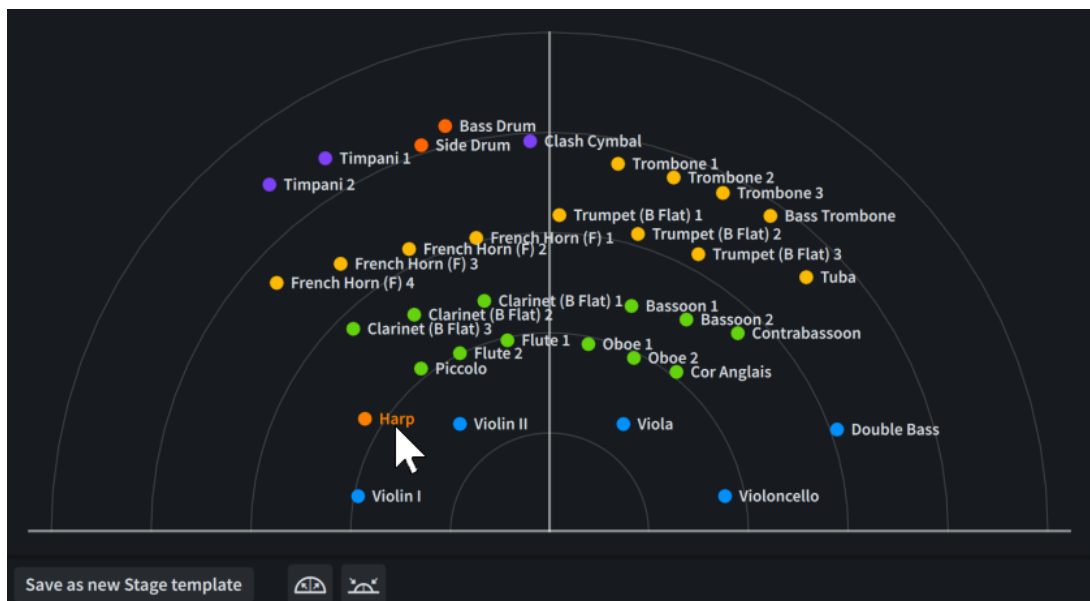 Bass Drum
Clash Cymbal
Side Drum
Timpani 1
Trombone 1
Trombone 2
Timpani 2
Trombone 3
Trumpet (B Flat) 1
Bass Trombone
Trumpet (B Flat) 2
French Horn (F) 1
French Horn (F) 2
Trumpet (B Flat) 3
French Horn (F) 3
Tuba
French Horn (F) 4
Clarinet (B Flat) 1
Bassoon 1
Clarinet (B Flat) 2
Bassoon 2
Clarinet (B Flat) 3
Contrabassoon
Flute 1
Oboe 1
Flute 2
Oboe 2
Piccolo
Cor Anglais
Harp
Violin II
Viola
Double Bass
Violin I
Violoncello
Save as new Stage template